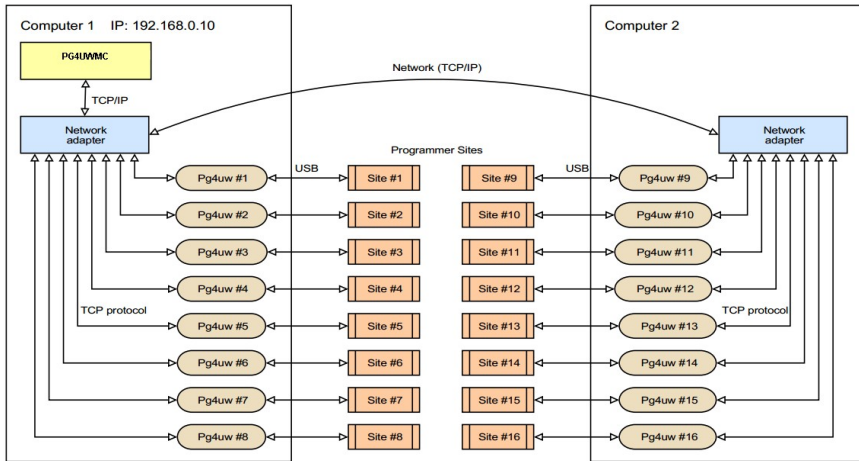 Computer 1 IP: 192.168.0.10
Computer 2
PG4UWMC
TCP/IP
Network (TCP/IP)
Network
adapter
Network
adapter
Programmer Sites
Pg4uw #1
USB
Site #1
Site #9
USB
Pg4uw #9
Pg4uw #2
Site #2
Site #10
Pg4uw #10
Pg4uw #3
Site #3
Site #11
Pg4uw #11
Pg4uw #4
Site #4
Site #12
Pg4uw #12
TCP protocol
Pg4uw #5
Site #5
Site #13
Pg4uw #13
TCP protocol
Pg4uw #6
Site #6
Site #14
Pg4uw #14
Pg4uw #7
Site #7
Site #15
Pg4uw #15
Pg4uw #8
Site #8
Site #16
Pg4uw #16